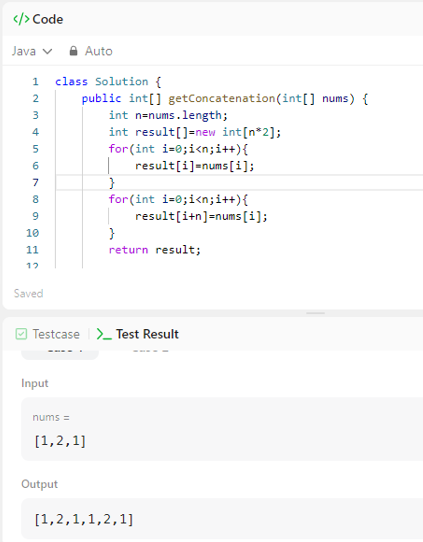 </> Code
Java Auto
1 class Solution {
2 public int[] getConcatenation(int[] nums) {
3 int n=nums.length;
4 int result[]=new int[n*2];
5 for(int i=0;i<n;i++){
6 result[i]=nums[i];
7 }
8 for(int i=0;i<n;i++){
9 result[i+n]=nums[i];
10 }
11 return result;
12
Saved
Testcase >_ Test Result
Input
nums =
[1,2,1]
Output
[1,2,1,1,2,1]